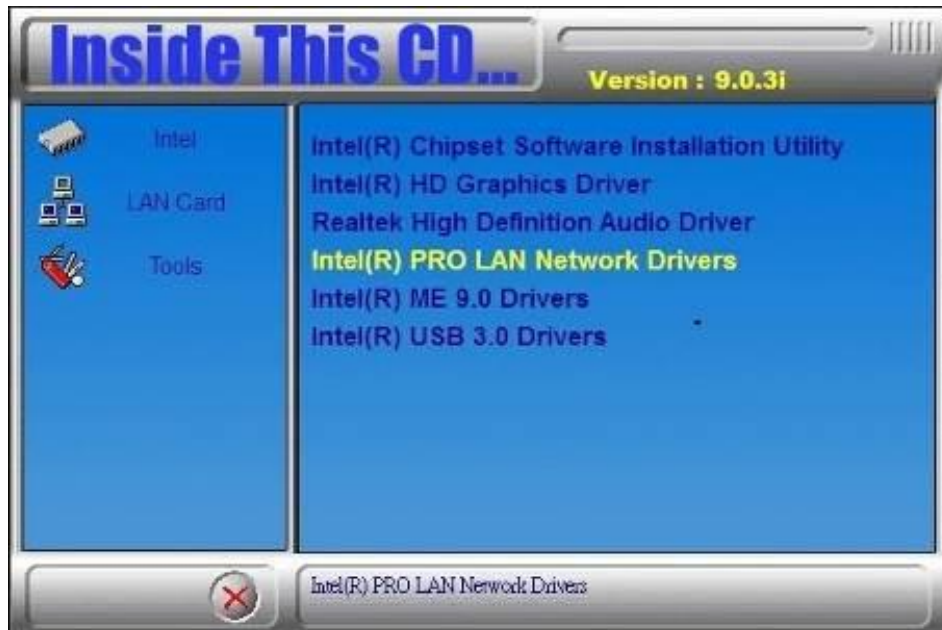 Inside This CD...
Version : 9.0.3i
Intel
LAN Card
Tools
Intel(R) Chipset Software Installation Utility
Intel(R) HD Graphics Driver
Realtek High Definition Audio Driver
Intel(R) PRO LAN Network Drivers
Intel(R) ME 9.0 Drivers
Intel(R) USB 3.0 Drivers
Intel(R) PRO LAN Network Drivers